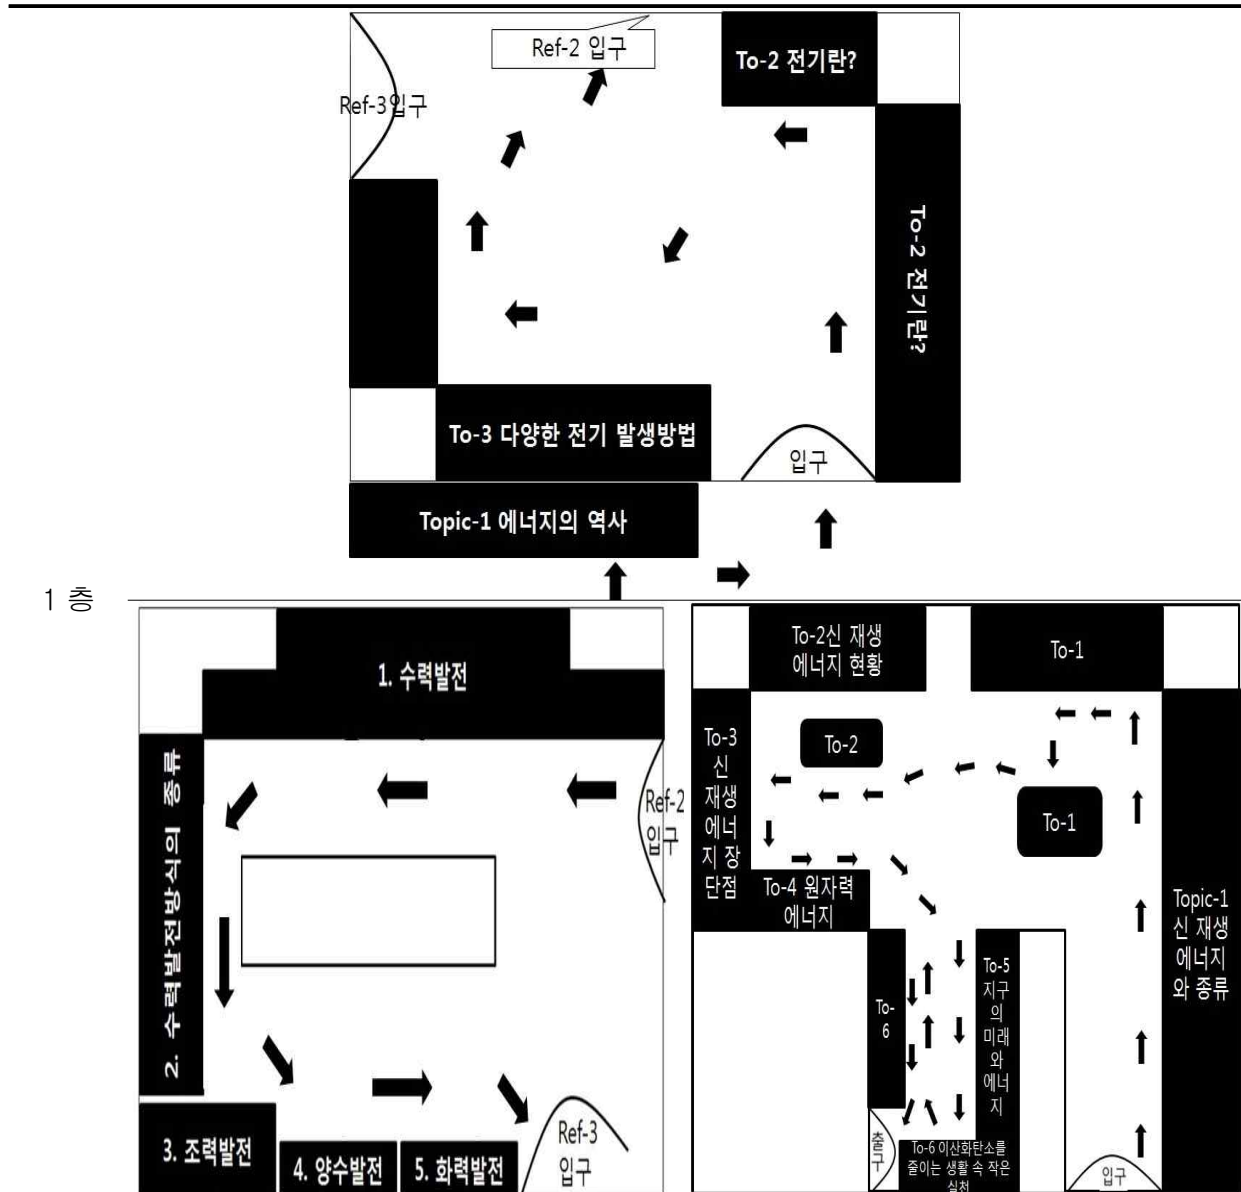 Ref-2 입구
To-2 전기란?
Ref-3입구
To-2 전기란?
To-3 다양한 전기 발생방법
입구
Topic-1 에너지의 역사
1 층
1. 수력발전
2. 수력발전방식의 종류
Ref-2
입구
3. 조력발전
4. 양수발전
5. 화력발전
Ref-3
입구
To-2신 재생
에너지 현황
To-1
To-3
신
재생
에너
지 장
단점
To-2
To-1
To-4 원자력
에너지
Topic-1
신 재생
에너지
와 종류
To-
6
To-5
지구
의
미래
와
에너
지
출
구
To-6 이산화탄소를
줄이는 생활 속 작은
실천
입구